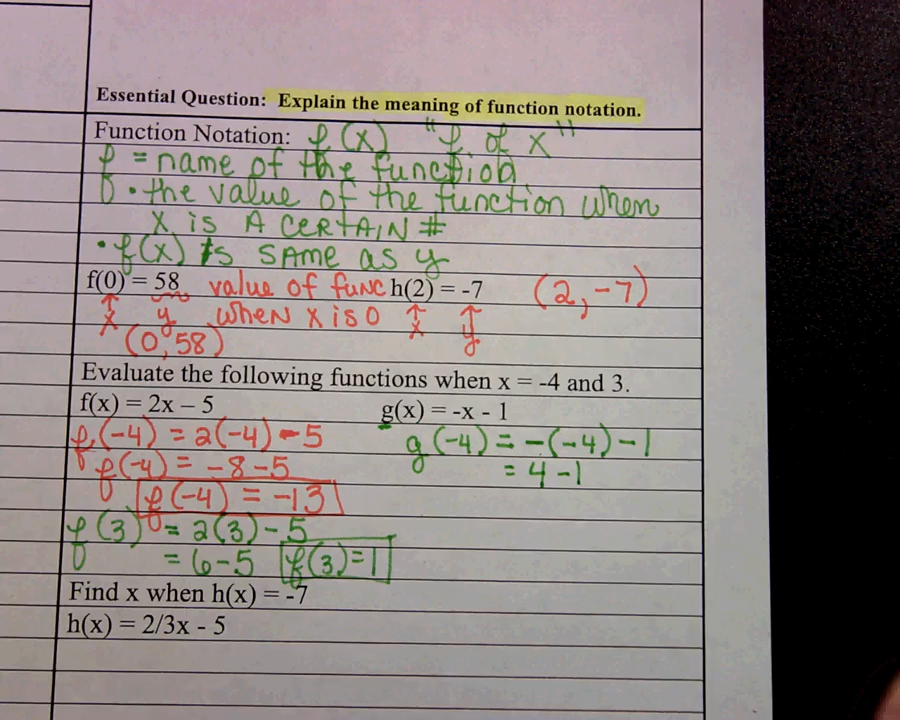 Essential Question: Explain the meaning of function notation.
Function Notation: f(x) "f of x"
f = name of the function
• the value of the function when
x is A CERTAIN #
• f(x) is SAME AS y
f(0) = 58 value of func h(2) = -7 (2, -7)
x y when x is 0 x y
(0, 58)
Evaluate the following functions when x = -4 and 3.
f(x) = 2x – 5 g(x) = -x - 1
f(-4) = 2(-4) - 5 g(-4) = -(-4) - 1
f(-4) = -8 - 5 = 4 - 1
f(-4) = -13
f(3) = 2(3) - 5
= 6 - 5 f(3) = 1
Find x when h(x) = -7
h(x) = 2/3x - 5